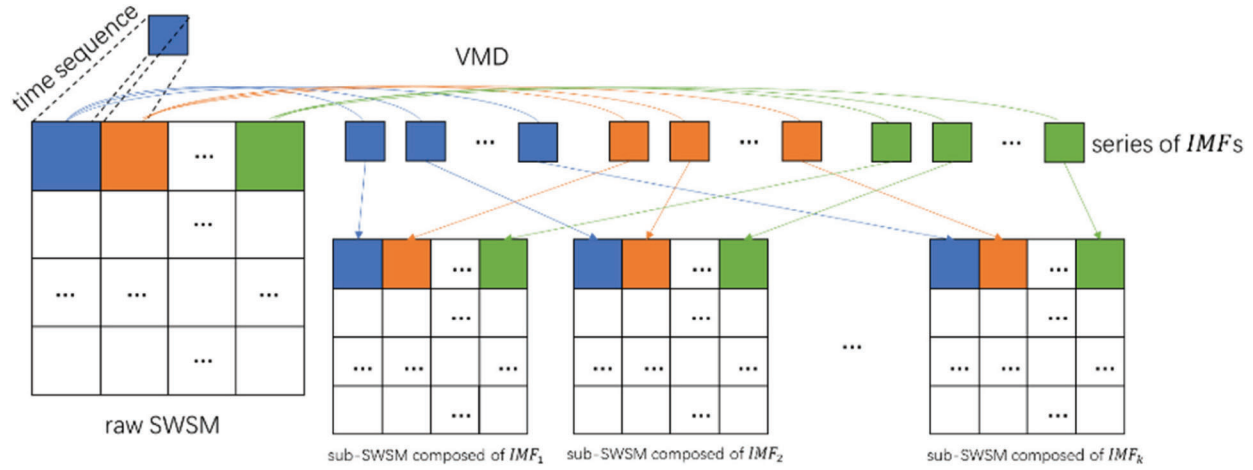 time sequence
VMD
... ... ... ...
series of IMFs
...
... ... ...
...
raw SWSM
... ... ...
... ... ...
... ... ... ... ... ... ... ... ...
...
... ... ...
sub-SWSM composed of IMF₁
sub-SWSM composed of IMF₂
sub-SWSM composed of IMFₖ